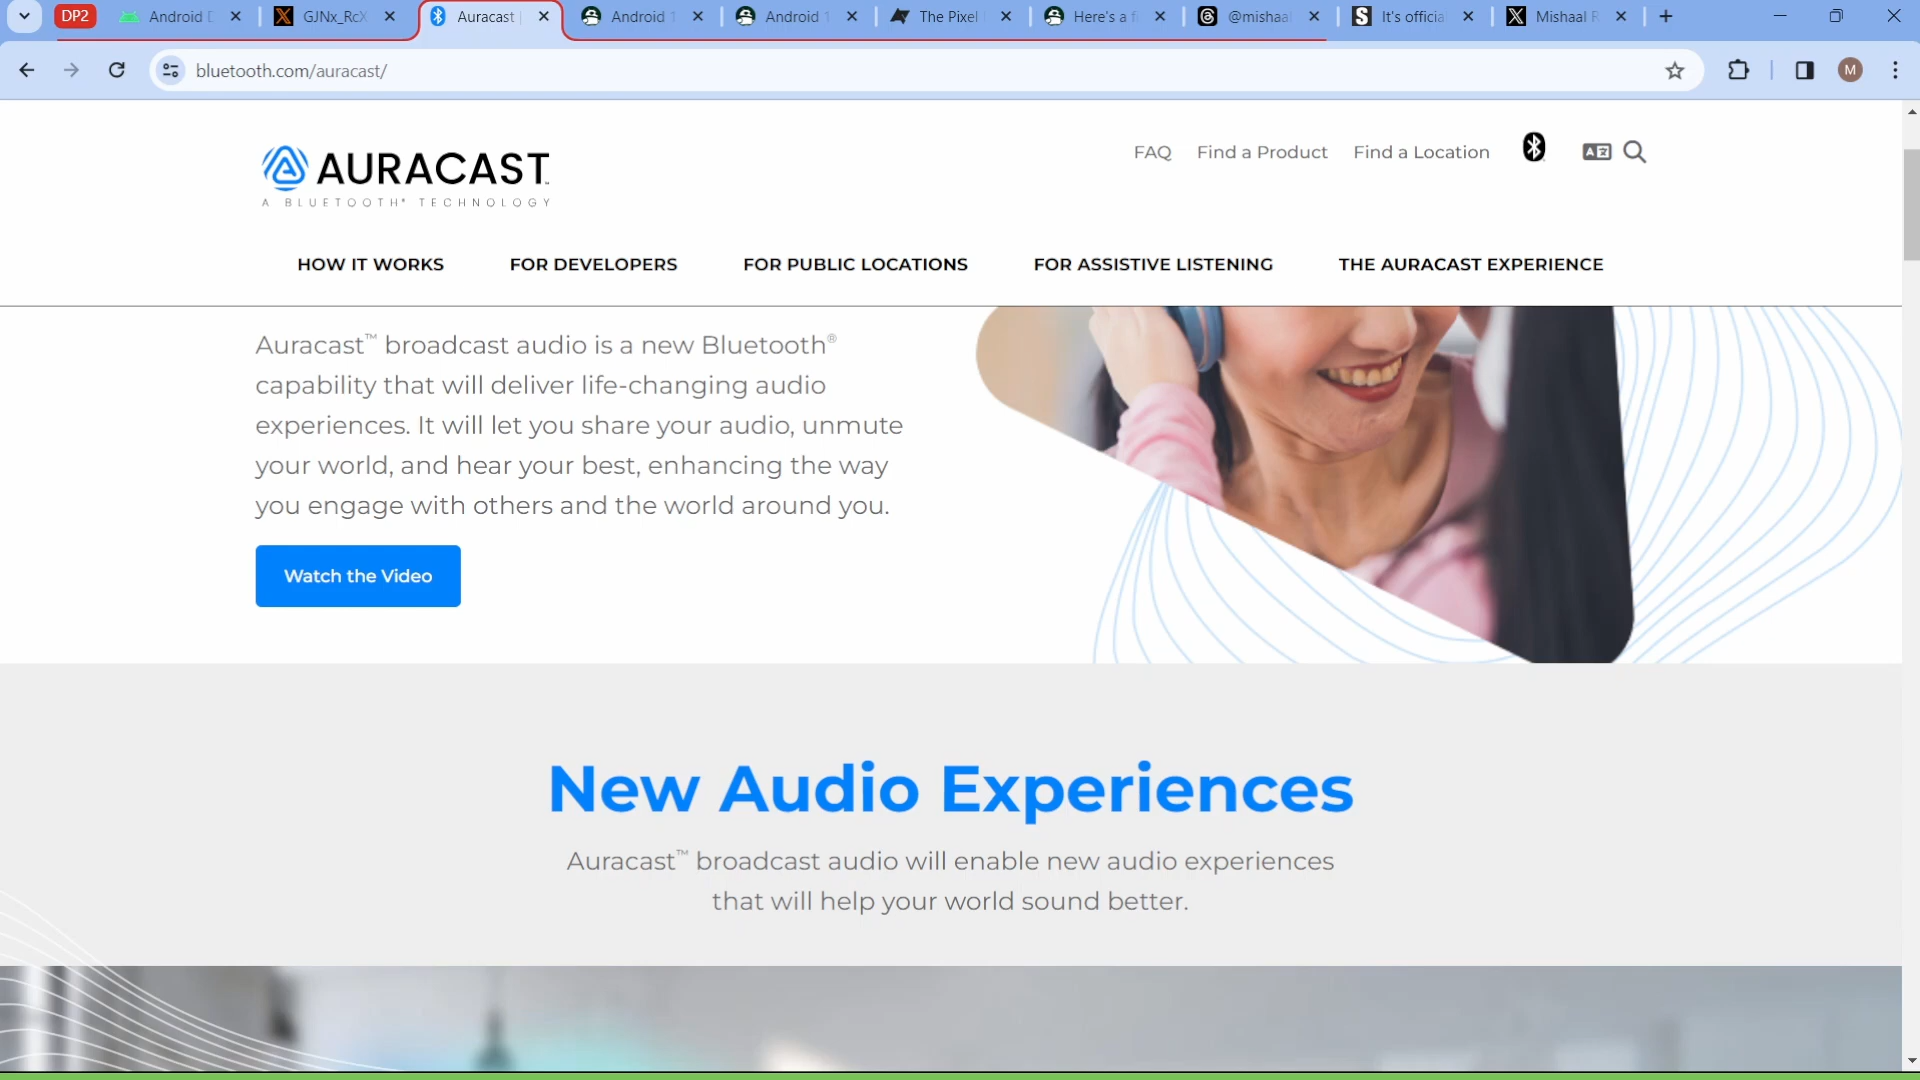 DP2
Android D
GJNx_RcX
Auracast
Android 1
Android 1
The Pixel
Here's a f
@mishaal
It's officia
Mishaal R
bluetooth.com/auracast/
M
AURACAST™
A BLUETOOTH® TECHNOLOGY
FAQ
Find a Product
Find a Location
HOW IT WORKS
FOR DEVELOPERS
FOR PUBLIC LOCATIONS
FOR ASSISTIVE LISTENING
THE AURACAST EXPERIENCE
Auracast™ broadcast audio is a new Bluetooth®
capability that will deliver life-changing audio
experiences. It will let you share your audio, unmute
your world, and hear your best, enhancing the way
you engage with others and the world around you.
Watch the Video
New Audio Experiences
Auracast™ broadcast audio will enable new audio experiences
that will help your world sound better.